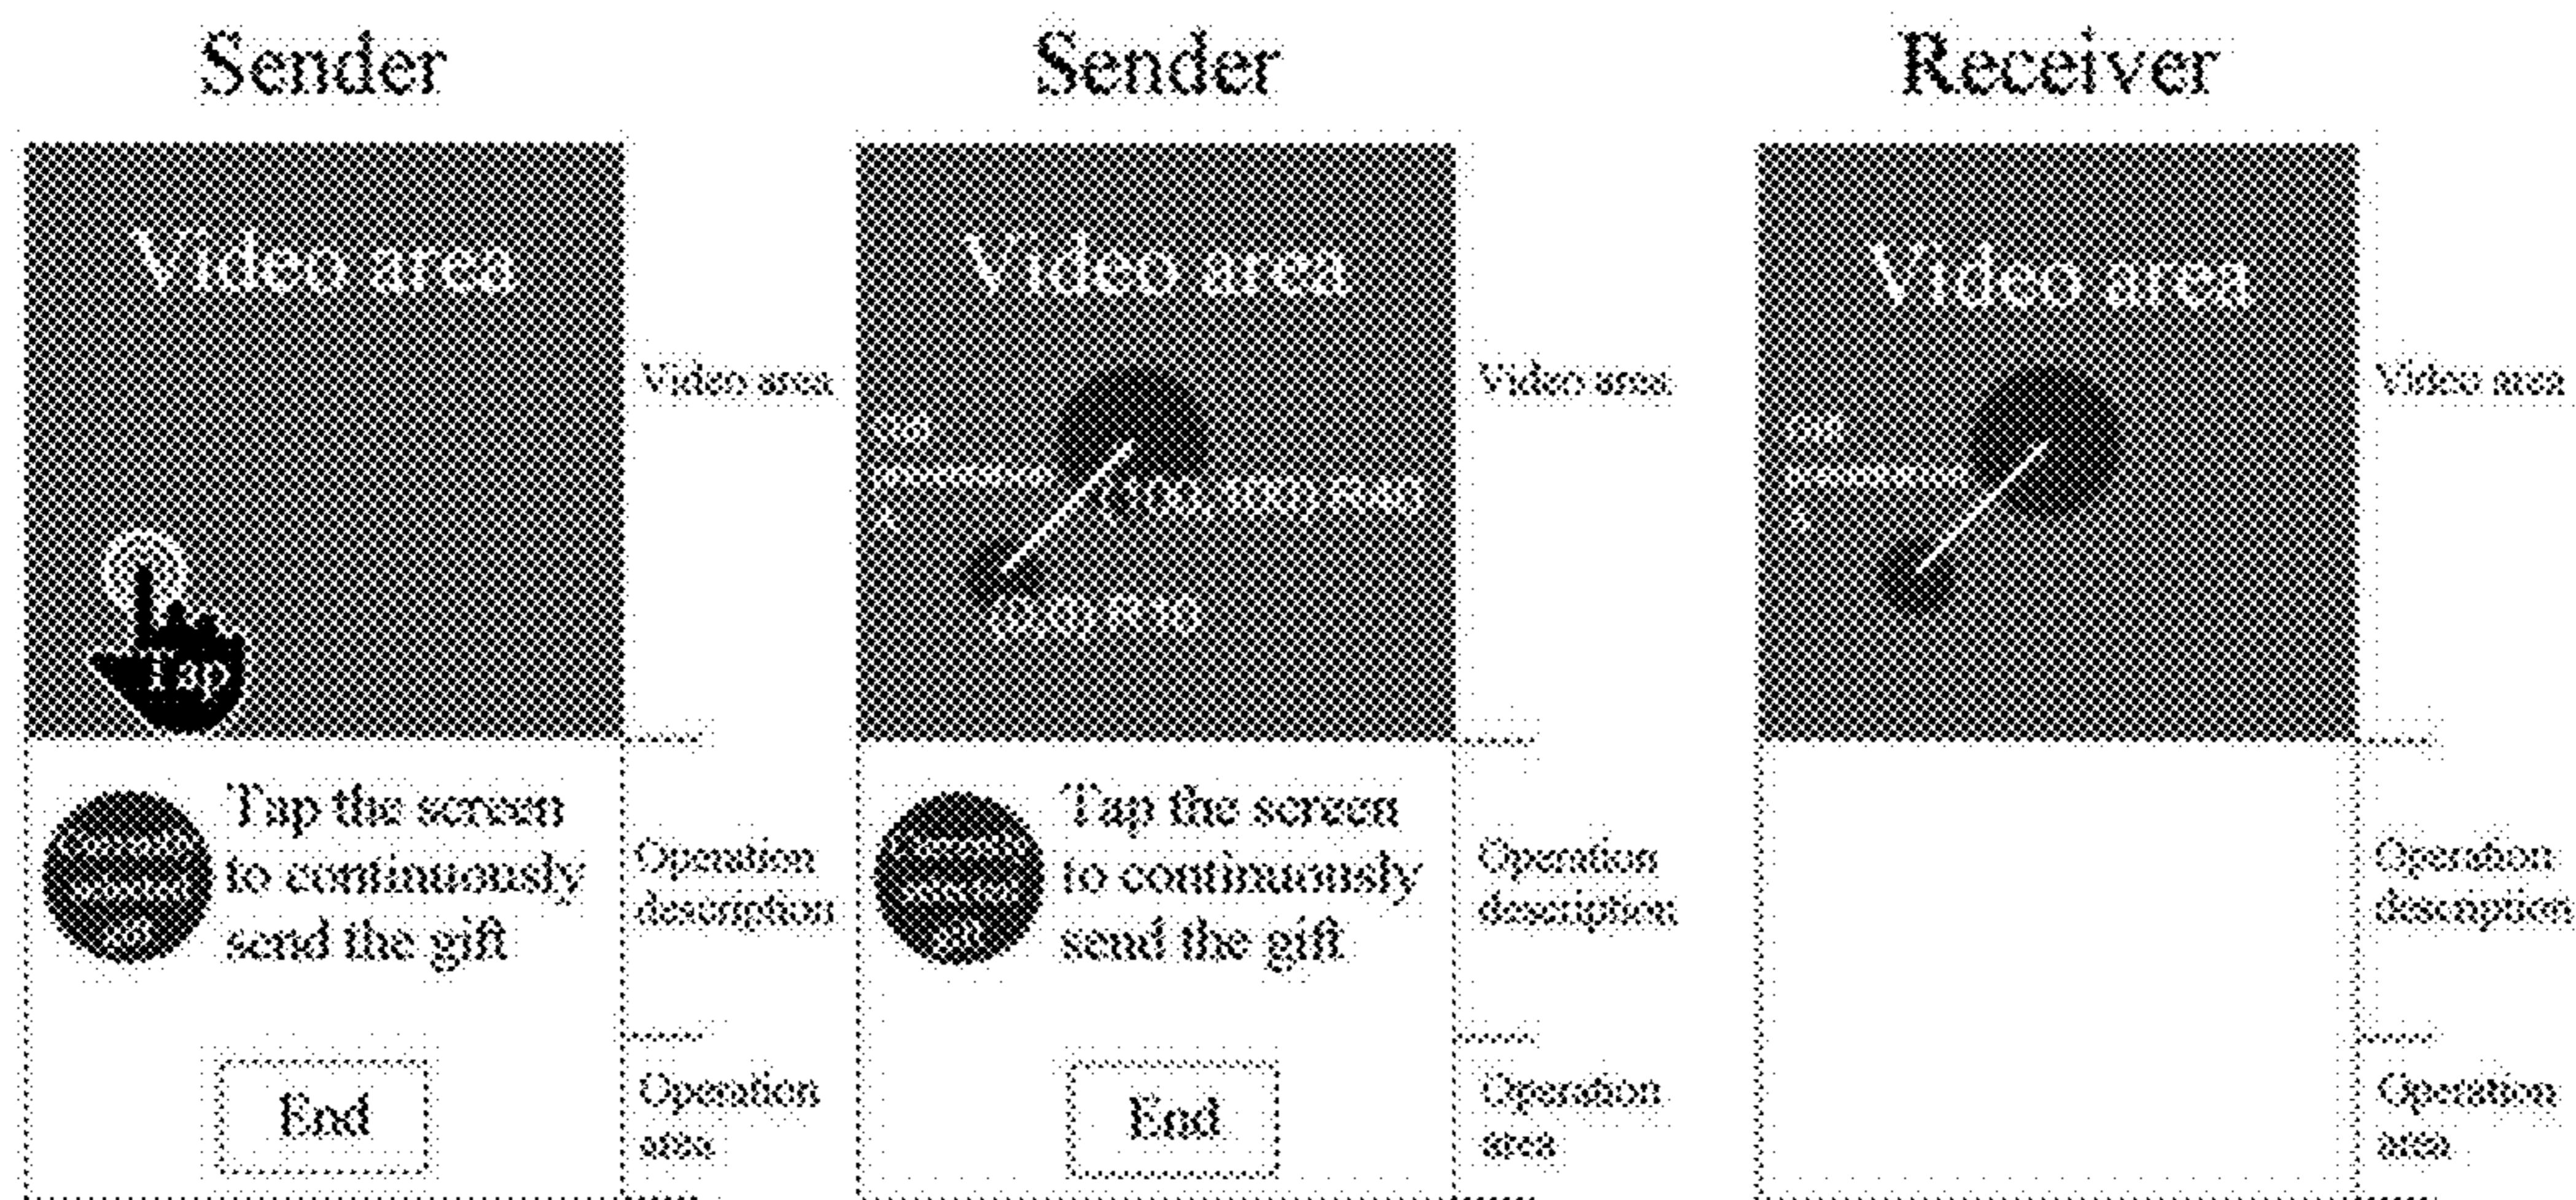 Sender
Video area
Tap
Tap the screen
to continuously
send the gift
End
Video area
Operation
description
Operation
area
Sender
Video area
Tap the screen
to continuously
send the gift
End
Video area
Operation
description
Operation
area
Receiver
Video area
Video area
Operation
description
Operation
area